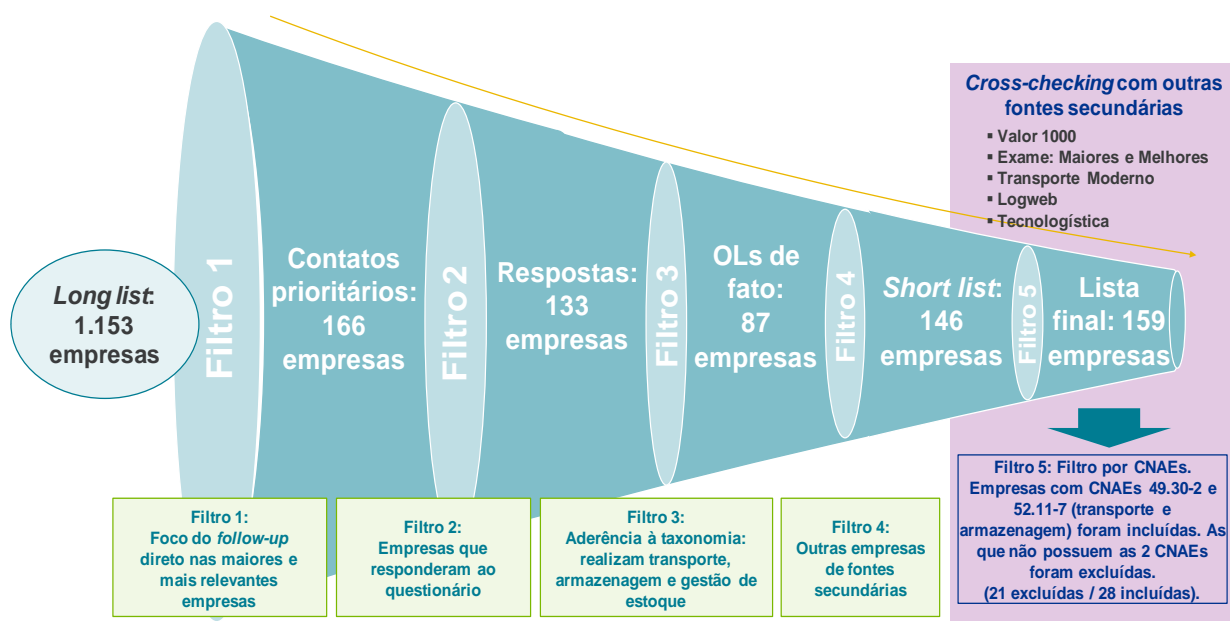 Cross-checking com outras
fontes secundárias
▪ Valor 1000
▪ Exame: Maiores e Melhores
▪ Transporte Moderno
▪ Logweb
▪ Tecnologística
Long list:
1.153
empresas
Filtro 1
Contatos
prioritários:
166
empresas
Filtro 2
Respostas:
133
empresas
Filtro 3
OLs de
fato:
87
empresas
Filtro 4
Short list:
146
empresas
Filtro 5
Lista
final: 159
empresas
Filtro 1:
Foco do follow-up
direto nas maiores e
mais relevantes
empresas
Filtro 2:
Empresas que
responderam ao
questionário
Filtro 3:
Aderência à taxonomia:
realizam transporte,
armazenagem e gestão de
estoque
Filtro 4:
Outras empresas
de fontes
secundárias
Filtro 5: Filtro por CNAEs.
Empresas com CNAEs 49.30-2 e
52.11-7 (transporte e
armazenagem) foram incluídas. As
que não possuem as 2 CNAEs
foram excluídas.
(21 excluídas / 28 incluídas).